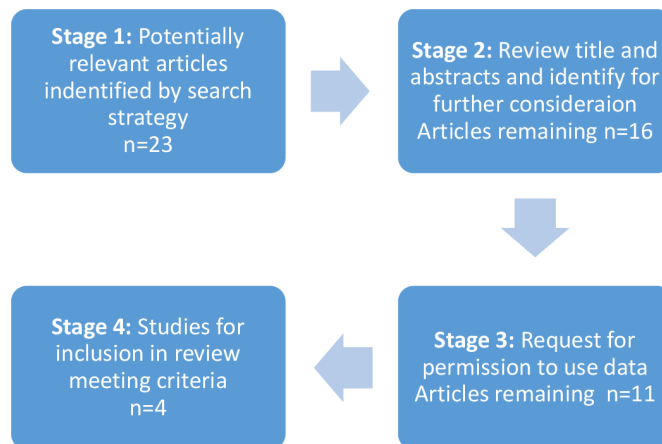 Stage 1: Potentially
relevant articles
indentified by search
strategy
n=23
Stage 2: Review title and
abstracts and identify for
further consideraion
Articles remaining n=16
Stage 3: Request for
permission to use data
Articles remaining n=11
Stage 4: Studies for
inclusion in review
meeting criteria
n=4